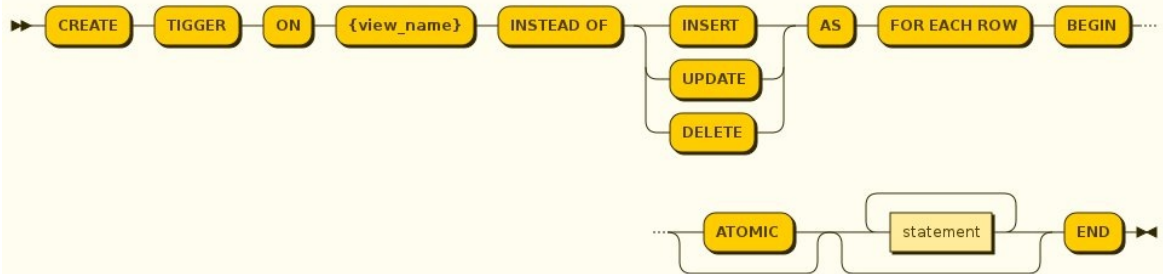 CREATE TIGGER ON {view_name} INSTEAD OF INSERT AS FOR EACH ROW BEGIN
UPDATE
DELETE
ATOMIC statement END